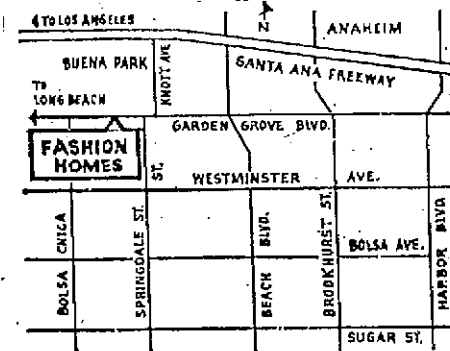 4 TO LOS ANGELES
N
ANAHEIM
BUENA PARK
KNOTT AVE
SANTA ANA FREEWAY
TO
LONG BEACH
GARDEN GROVE BLVD.
FASHION
HOMES
ST.
WESTMINSTER AVE.
BOLSA CHICA
SPRINGDALE ST.
BEACH BLVD.
BROOKHURST ST.
BOLSA AVE.
HARBOR BLVD
SUGAR ST.